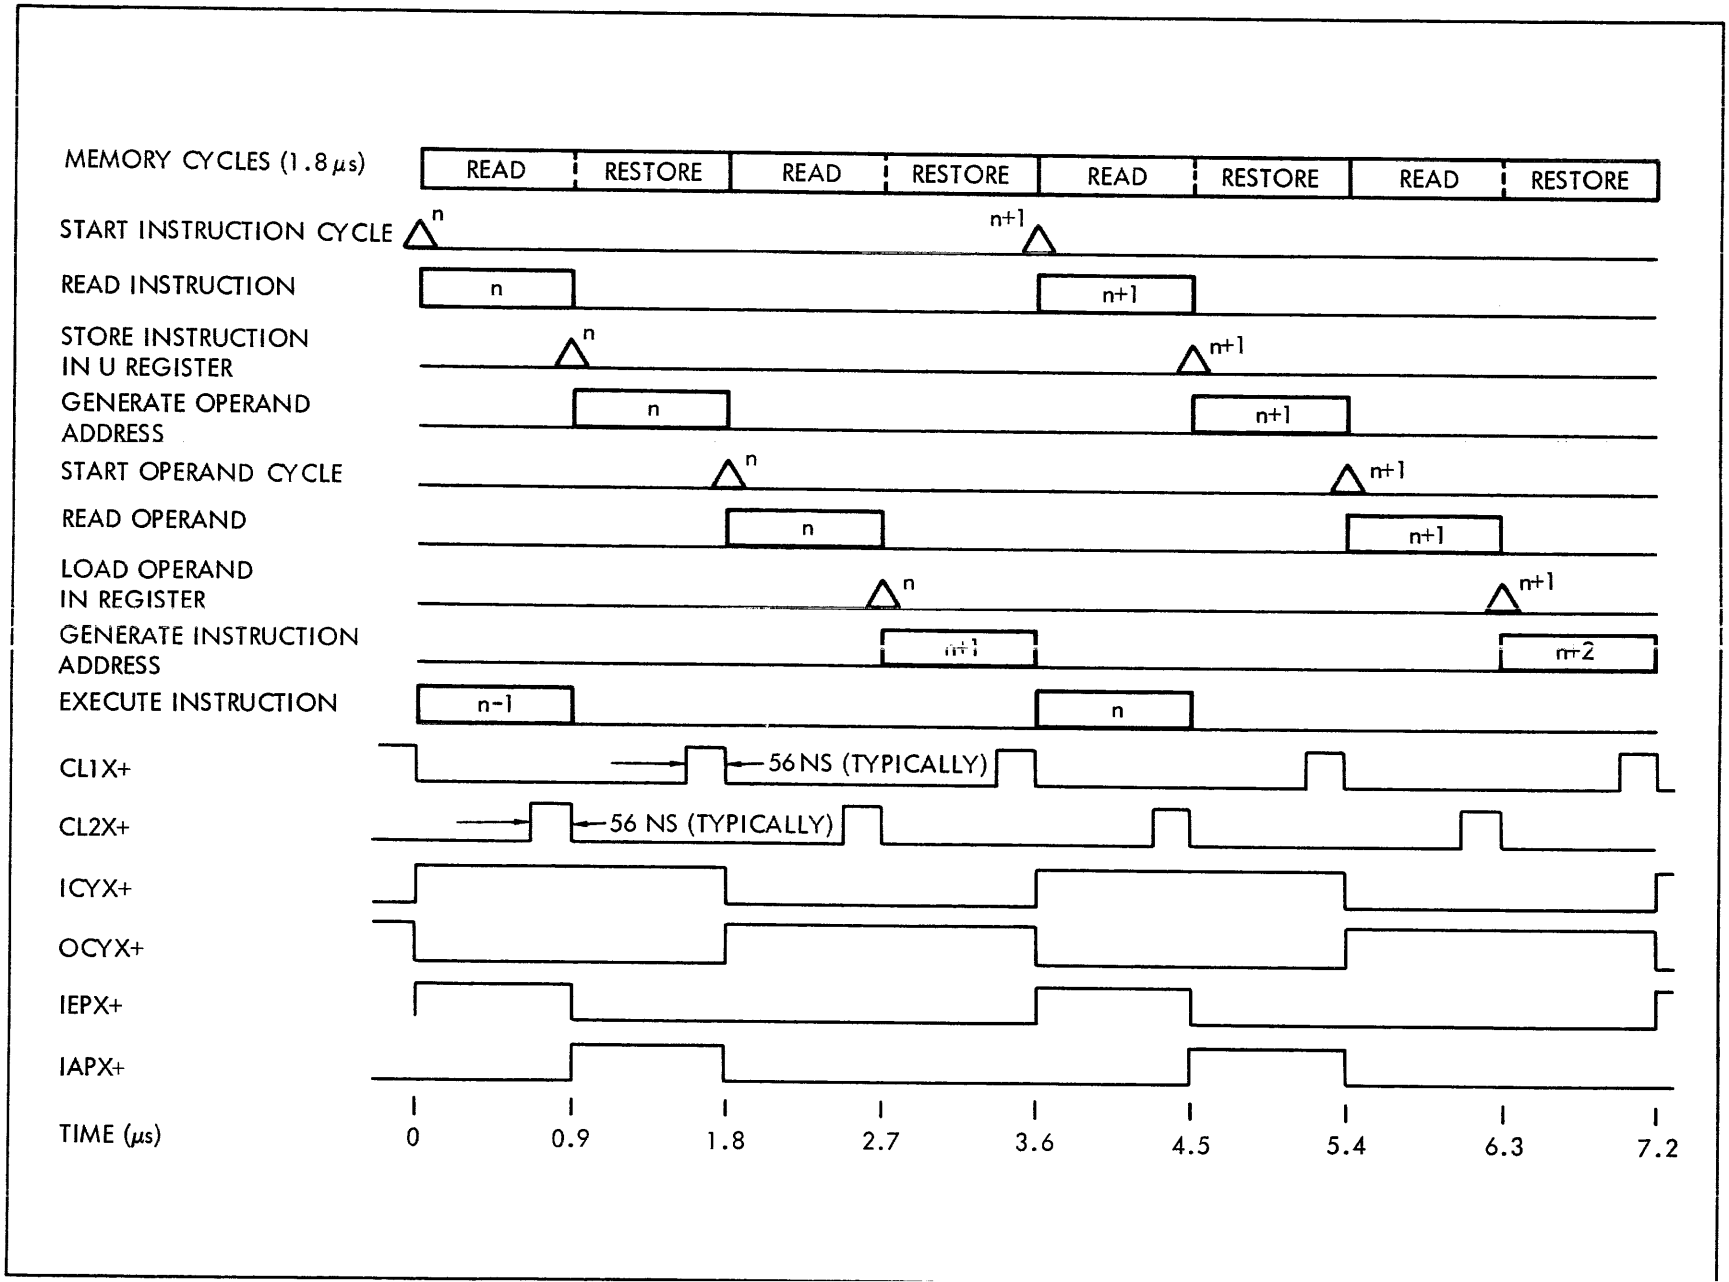 MEMORY CYCLES (1.8 μs) READ RESTORE READ RESTORE READ RESTORE READ RESTORE
START INSTRUCTION CYCLE n n+1
READ INSTRUCTION n n+1
STORE INSTRUCTION
IN U REGISTER n n+1
GENERATE OPERAND
ADDRESS n n+1
START OPERAND CYCLE n n+1
READ OPERAND n n+1
LOAD OPERAND
IN REGISTER n n+1
GENERATE INSTRUCTION
ADDRESS n+1 n+2
EXECUTE INSTRUCTION n-1 n
CL1X+ 56 NS (TYPICALLY)
CL2X+ 56 NS (TYPICALLY)
ICYX+
OCYX+
IEPX+
IAPX+
TIME (μs) 0 0.9 1.8 2.7 3.6 4.5 5.4 6.3 7.2